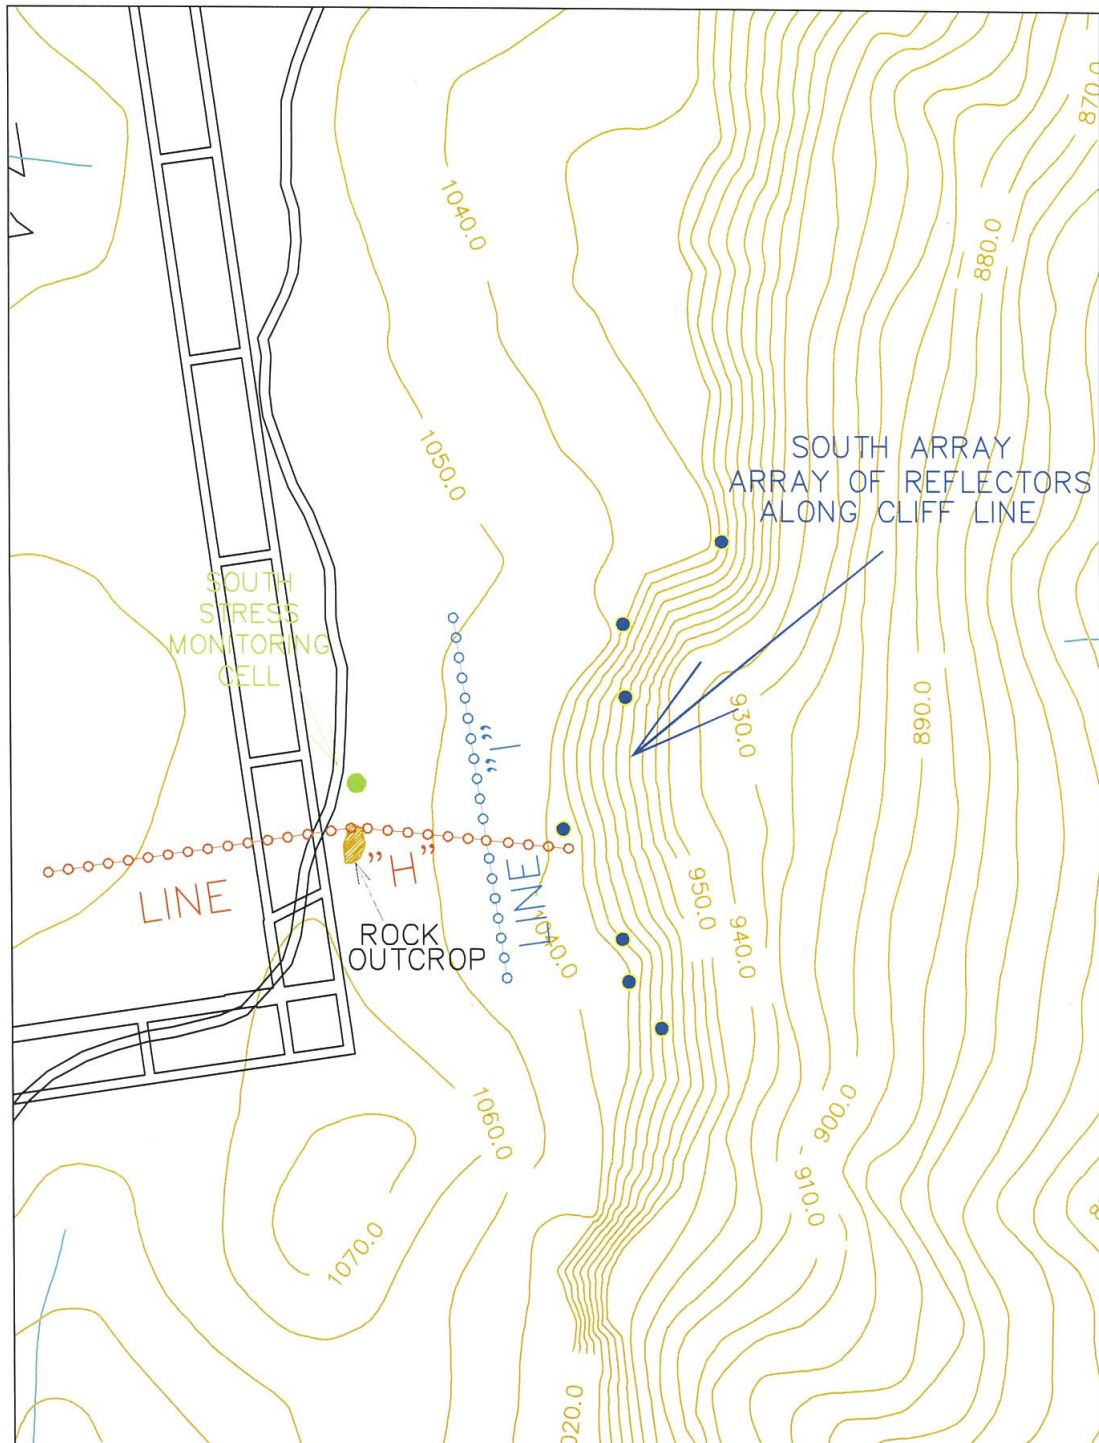 870.0
1040.0
880.0
1050.0
SOUTH ARRAY
ARRAY OF REFLECTORS
ALONG CLIFF LINE
SOUTH
STRESS
MONITORING
CELL
930.0
890.0
LINE "I"
LINE "H"
950.0
940.0
1040.0
ROCK
OUTCROP
1060.0
900.0
910.0
1070.0
020.0